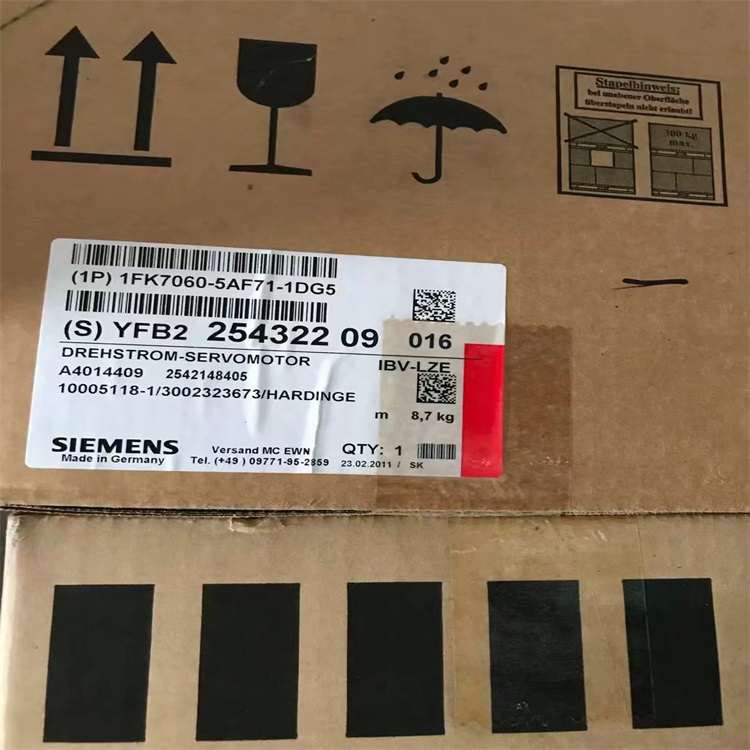 Stapelbinweis:
bei unebener Oberfläche
überstapeln nicht erlaubt!
100 kg
max.
(1P) 1FK7060-5AF71-1DG5
(S) YFB2 254322 09 016
DREHSTROM-SERVOMOTOR IBV-LZE
A4014409 2542148405
10005118-1/3002323673/HARDINGE
m 8,7 kg
SIEMENS Versand MC EWN QTY: 1
Made in Germany Tel. (+49 ) 09771-95-2859 23.02.2011 / SK